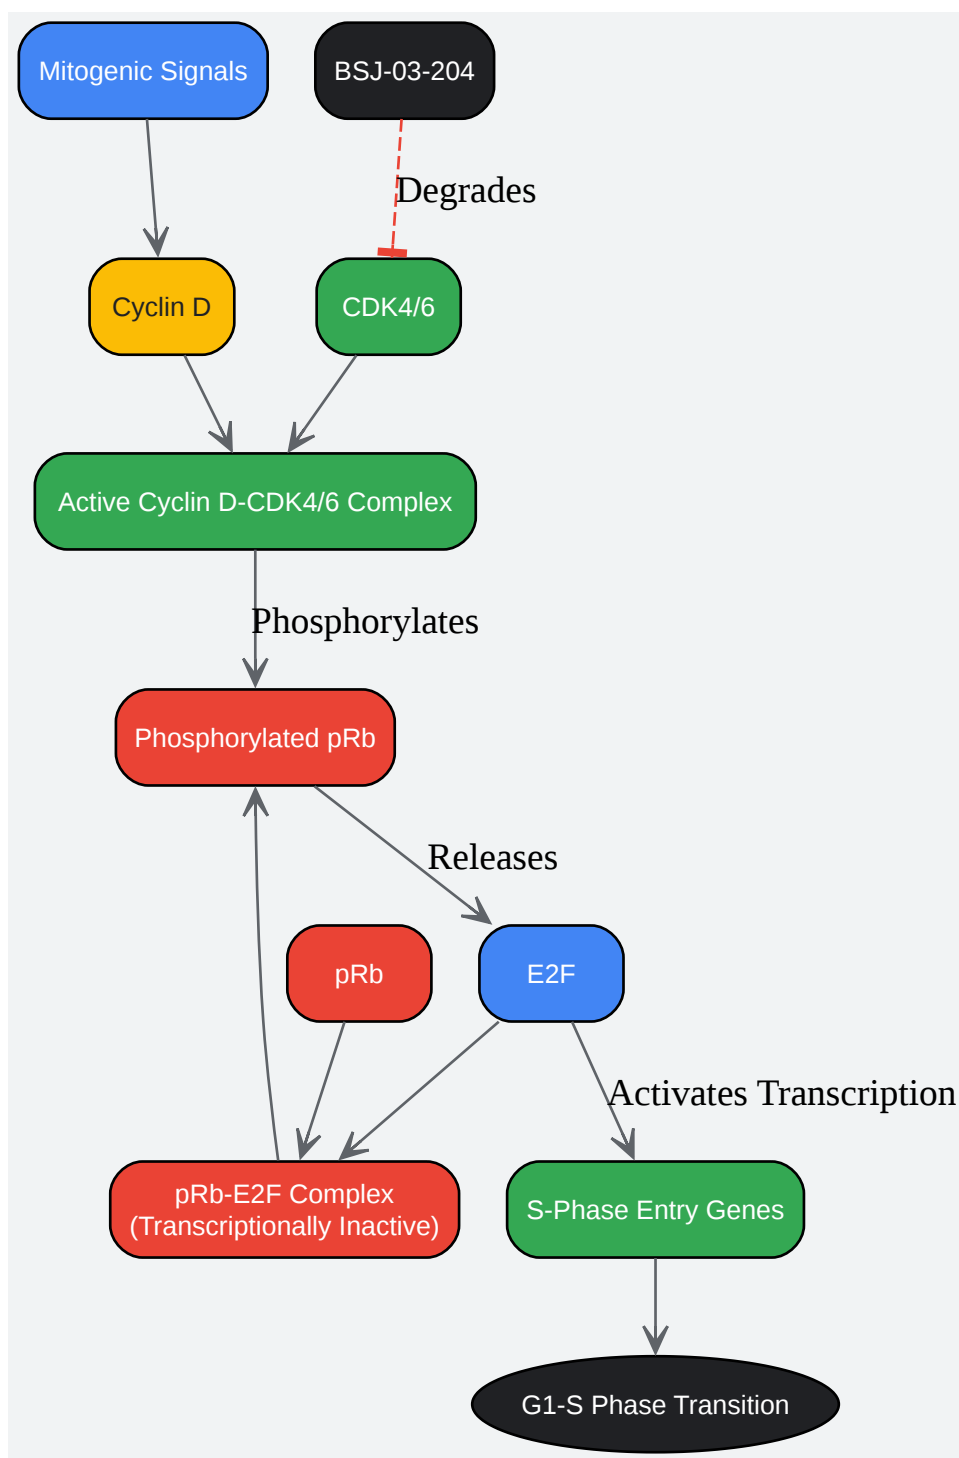 Mitogenic Signals
BSJ-03-204
Degrades
Cyclin D
CDK4/6
Active Cyclin D-CDK4/6 Complex
Phosphorylates
Phosphorylated pRb
Releases
pRb
E2F
Activates Transcription
pRb-E2F Complex
(Transcriptionally Inactive)
S-Phase Entry Genes
G1-S Phase Transition